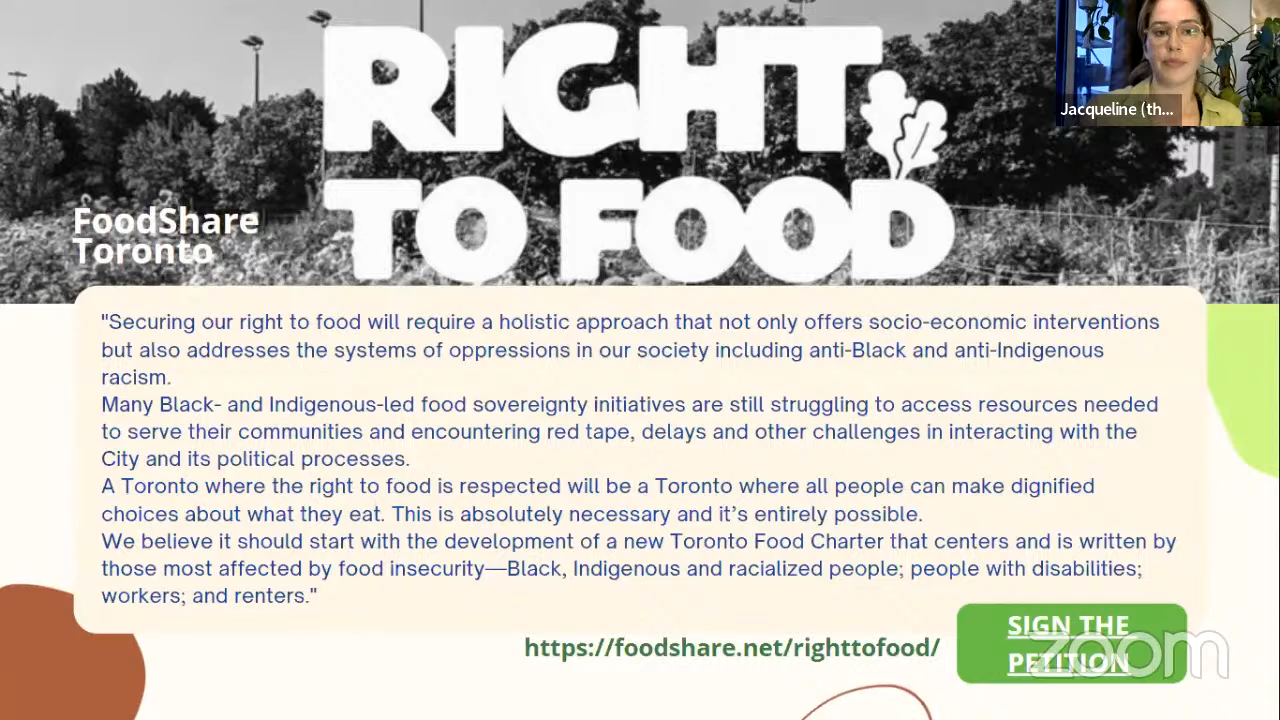 RIGHT
TO FOOD
Jacqueline (th...
FoodShare
Toronto
"Securing our right to food will require a holistic approach that not only offers socio-economic interventions
but also addresses the systems of oppressions in our society including anti-Black and anti-Indigenous
racism.
Many Black- and Indigenous-led food sovereignty initiatives are still struggling to access resources needed
to serve their communities and encountering red tape, delays and other challenges in interacting with the
City and its political processes.
A Toronto where the right to food is respected will be a Toronto where all people can make dignified
choices about what they eat. This is absolutely necessary and it’s entirely possible.
We believe it should start with the development of a new Toronto Food Charter that centers and is written by
those most affected by food insecurity—Black, Indigenous and racialized people; people with disabilities;
workers; and renters."
https://foodshare.net/righttofood/
SIGN THE
PETITION
zoom